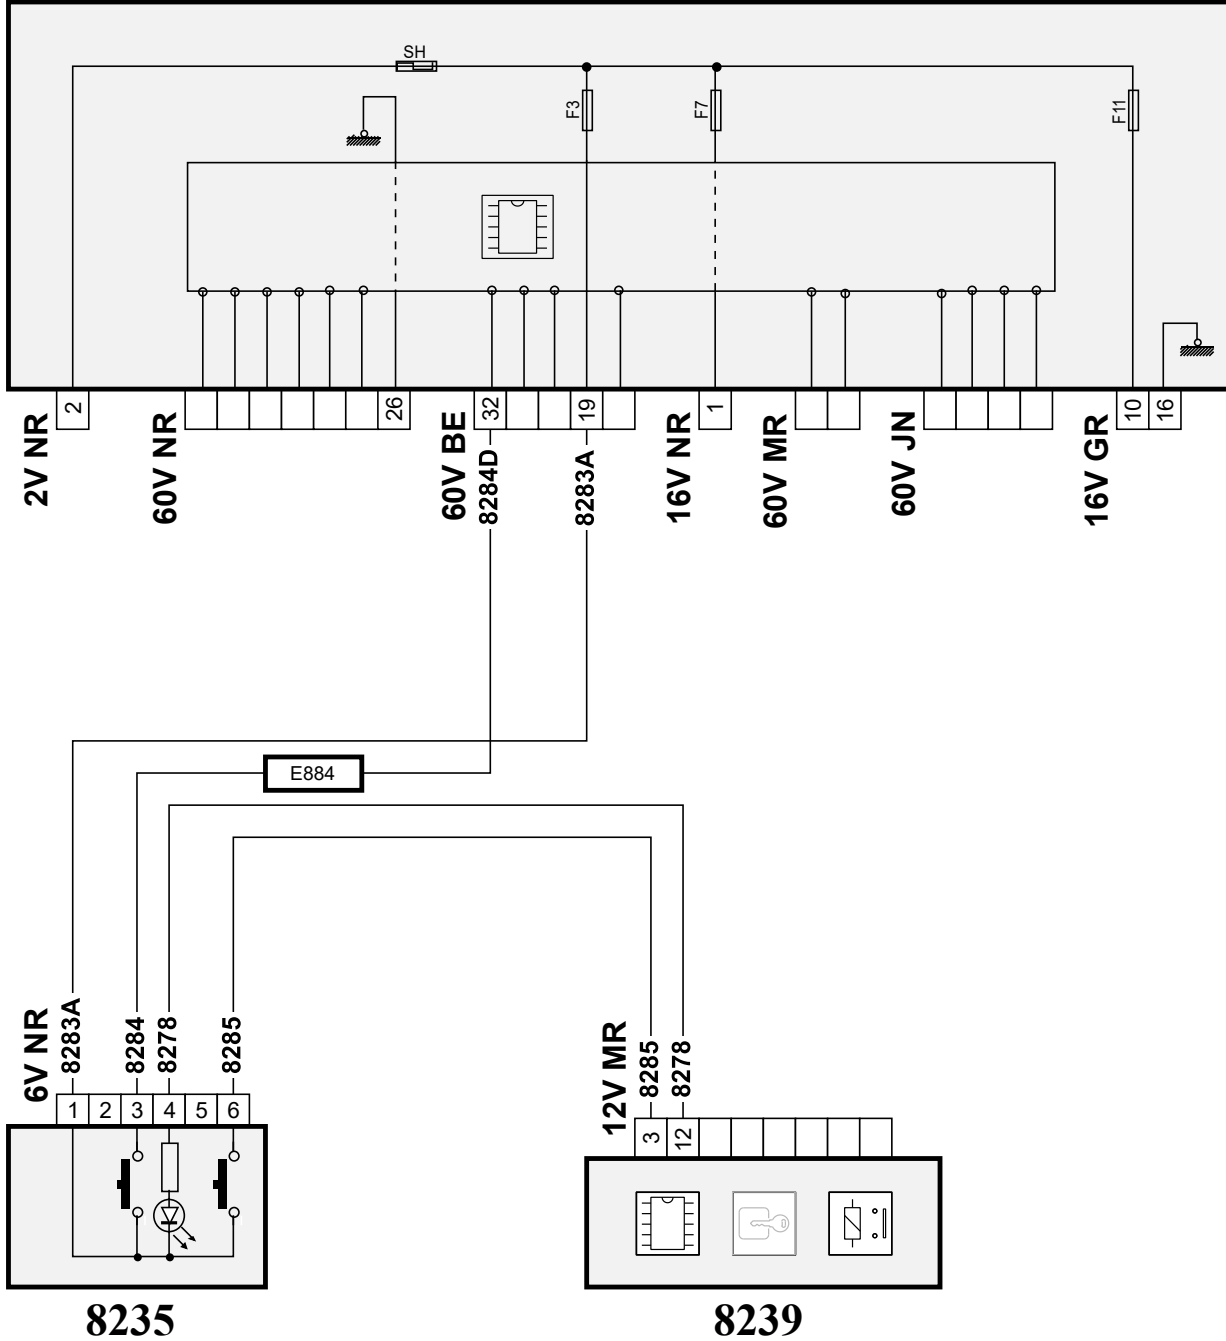 SH
F3
F7
F11
2
26
32
19
1
10
16
2V NR
60V NR
60V BE
16V NR
60V MR
60V JN
16V GR
8284D
8283A
E884
6V NR
8283A
8284
8278
8285
12V MR
8285
8278
1 2 3 4 5 6
3
12
8235
8239